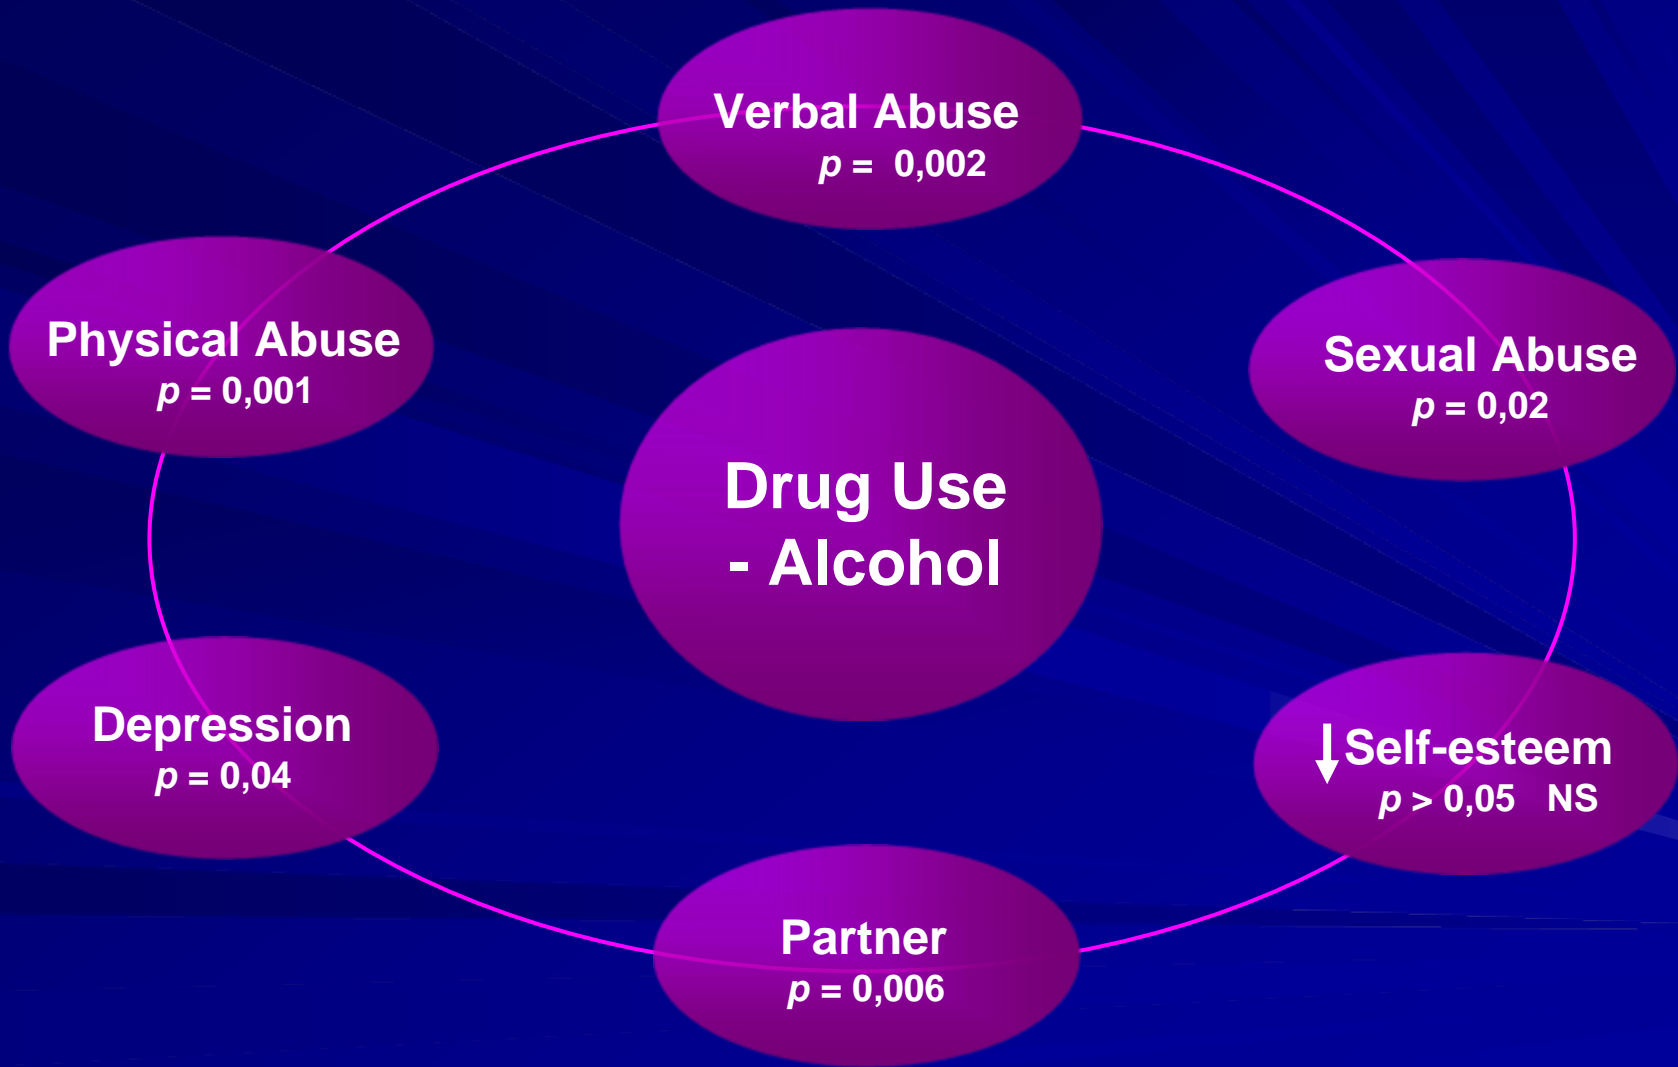 Verbal Abuse
p = 0,002
Physical Abuse
p = 0,001
Sexual Abuse
p = 0,02
Drug Use
- Alcohol
Depression
p = 0,04
↓Self-esteem
p > 0,05 NS
Partner
p = 0,006